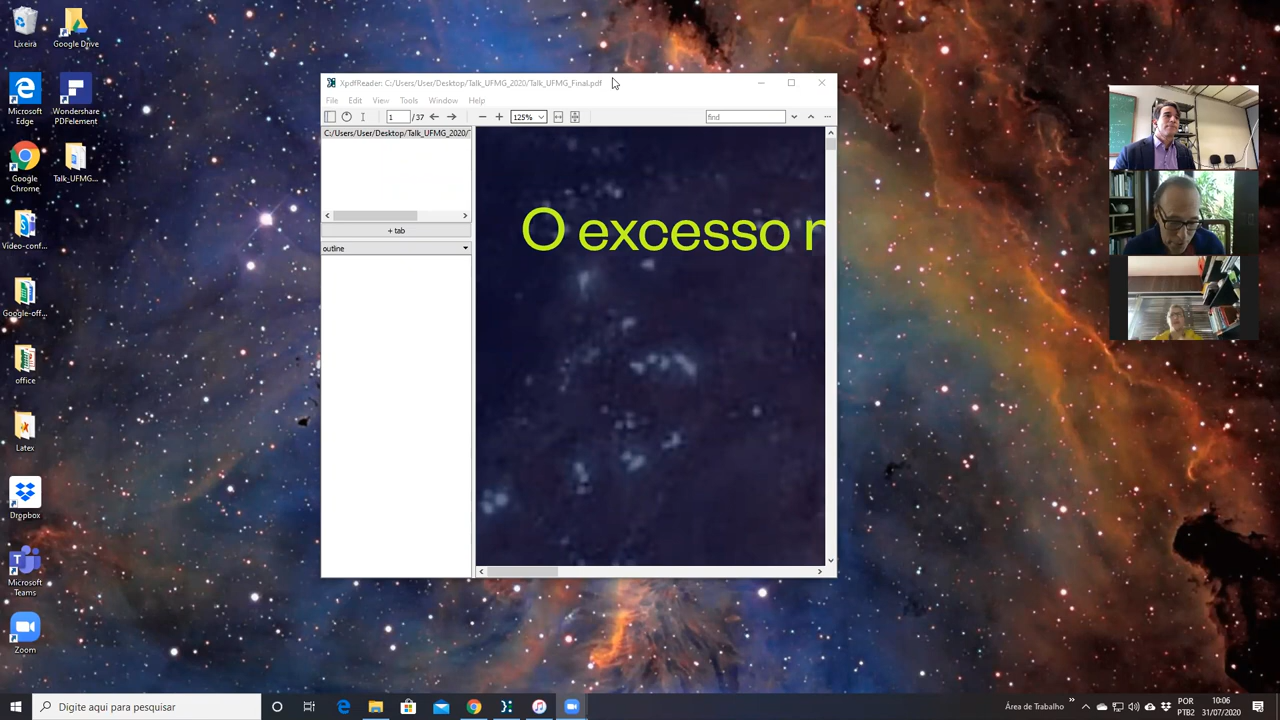 Lixeira
Google Drive
Microsoft
Edge
Wondershare
PDFelement
Google
Chrome
Talk_UFMG...
Video-conf...
Google-off...
office
Latex
Dropbox
Microsoft
Teams
Zoom
XpdfReader: C:/Users/User/Desktop/Talk_UFMG_2020/Talk_UFMG_Final.pdf
File Edit View Tools Window Help
1 / 37 125% find
C:/Users/User/Desktop/Talk_UFMG_2020/
+ tab
outline
O excesso
Digite aqui para pesquisar
Área de Trabalho
POR
PTB2
10:06
31/07/2020